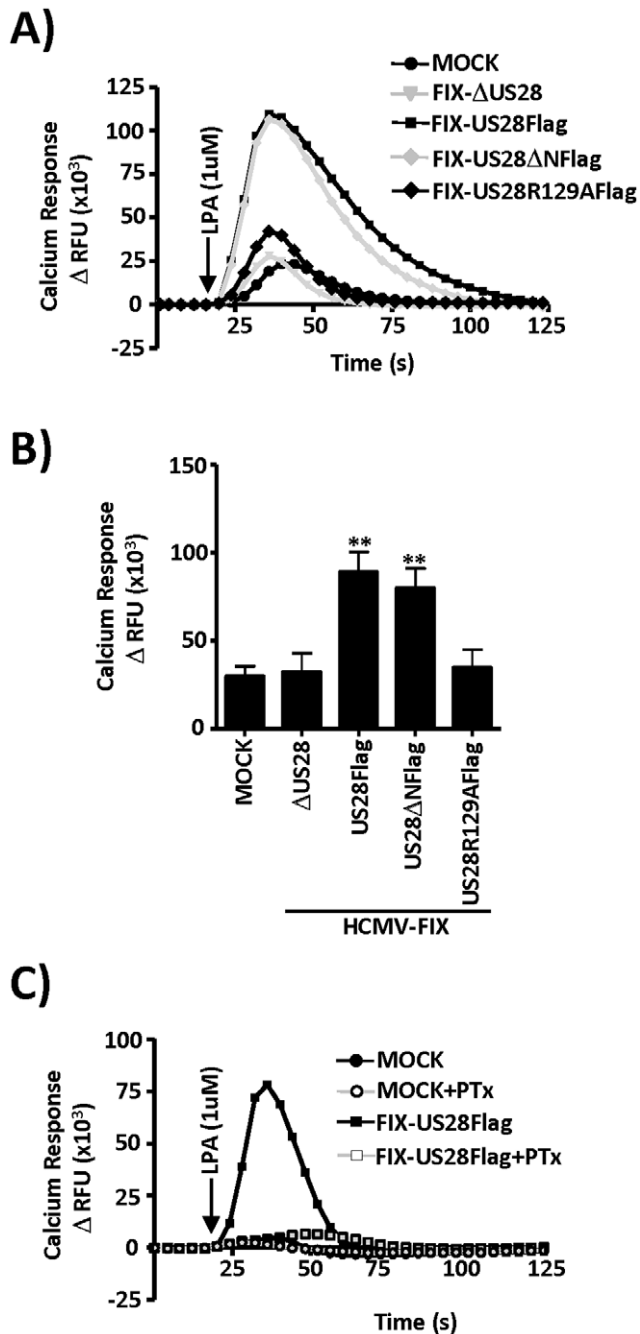 A)
MOCK
FIX-ΔUS28
FIX-US28Flag
FIX-US28ΔNFlag
FIX-US28R129AFlag
Calcium Response
Δ RFU (x10³)
125
100
75
50
25
0
-25
LPA (1uM)
25 50 75 100 125
Time (s)
B)
Calcium Response
Δ RFU (x10³)
150
100
50
0
** **
MOCK
ΔUS28
US28Flag
US28ΔNFlag
US28R129AFlag
HCMV-FIX
C)
MOCK
MOCK+PTx
FIX-US28Flag
FIX-US28Flag+PTx
Calcium Response
Δ RFU (x10³)
100
75
50
25
0
-25
LPA (1uM)
25 50 75 100 125
Time (s)